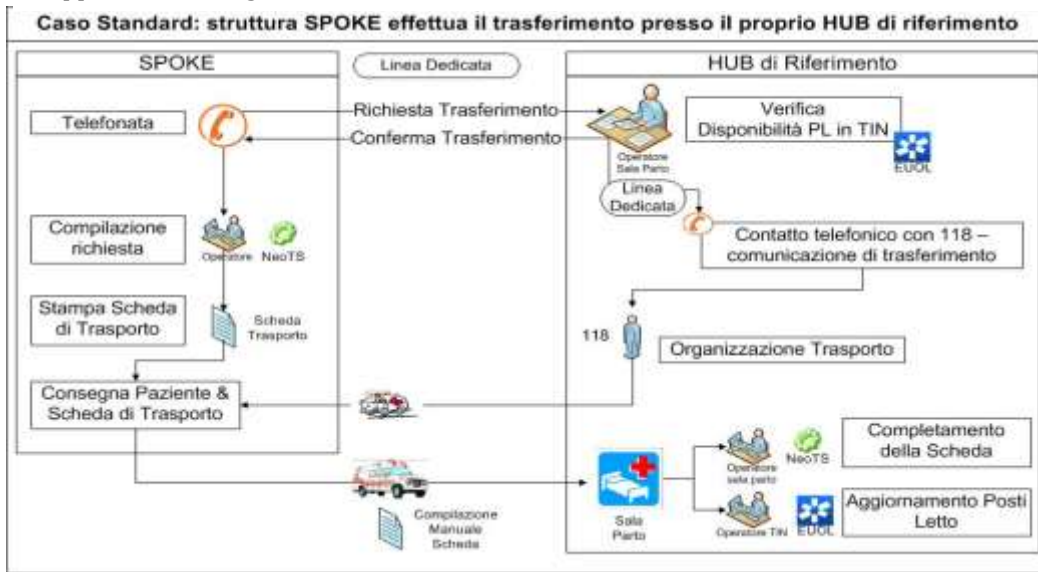 Caso Standard: struttura SPOKE effettua il trasferimento presso il proprio HUB di riferimento
SPOKE
Linea Dedicata
HUB di Riferimento
Telefonata
Richiesta Trasferimento
Conferma Trasferimento
Operatore
Sala Parto
Verifica
Disponibilità PL in TIN
EUOL
Linea
Dedicata
Compilazione
richiesta
Operatore
NeoTS
Contatto telefonico con 118 –
comunicazione di trasferimento
Stampa Scheda
di Trasporto
Scheda
Trasporto
118
Organizzazione Trasporto
Consegna Paziente &
Scheda di Trasporto
Compilazione
Manuale
Scheda
Sala
Parto
Operatore
sala parto
NeoTS
Completamento
della Scheda
Operatore TIN
EUOL
Aggiornamento Posti
Letto